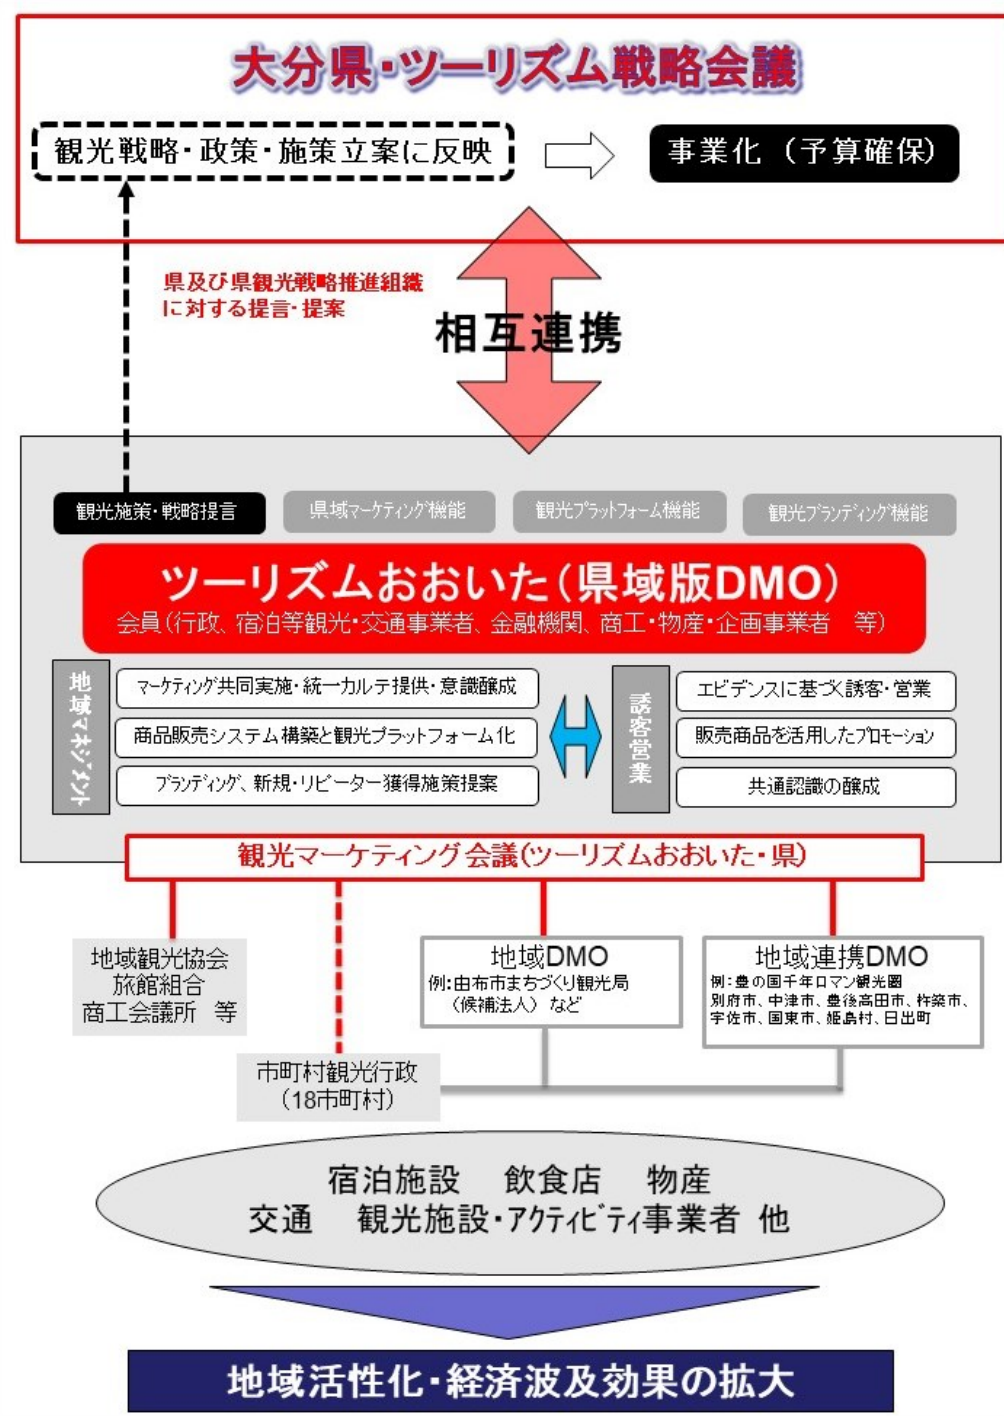 大分県・ツーリズム戦略会議
観光戦略・政策・施策立案に反映
事業化 (予算確保)
県及び県観光戦略推進組織
に対する提言・提案
相互連携
観光施策・戦略提言
県域マーケティング機能
観光プラットフォーム機能
観光ブランディング機能
ツーリズムおおいた(県域版DMO)
会員(行政、宿泊等観光・交通事業者、金融機関、商工・物産・企画事業者 等)
地域マネジメント
マーケティング共同実施・統一カルテ提供・意識醸成
商品販売システム構築と観光プラットフォーム化
ブランディング、新規・リピーター獲得施策提案
誘客営業
エビデンスに基づく誘客・営業
販売商品を活用したプロモーション
共通認識の醸成
観光マーケティング会議(ツーリズムおおいた・県)
地域観光協会
旅館組合
商工会議所 等
市町村観光行政
(18市町村)
地域DMO
例:由布市まちづくり観光局
(候補法人) など
地域連携DMO
例:豊の国千年ロマン観光圏
別府市、中津市、豊後高田市、杵築市、
宇佐市、国東市、姫島村、日出町
宿泊施設 飲食店 物産
交通 観光施設・アクティビティ事業者 他
地域活性化・経済波及効果の拡大